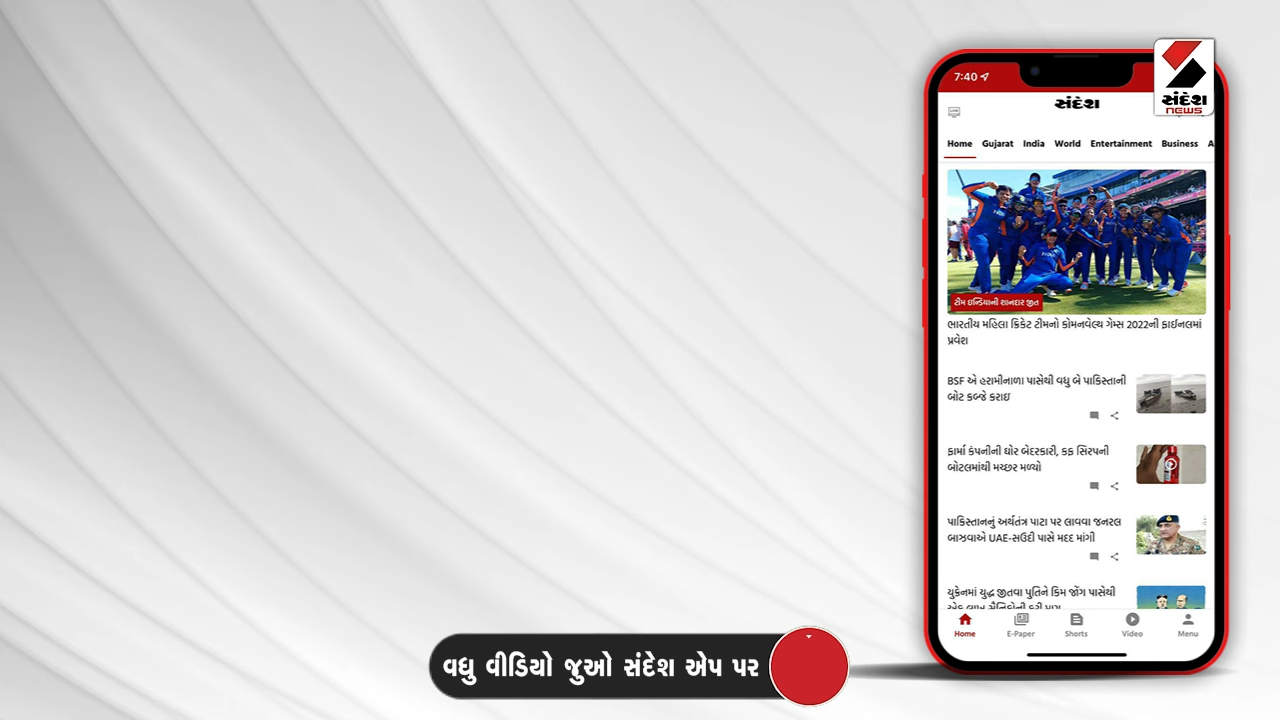 7:40
સંદેશ
સંદેશ
NEWS
Home Gujarat India World Entertainment Business A
ટીમ ઇન્ડિયાની શાનદાર જીત
ભારતીય મહિલા ક્રિકેટ ટીમનો કોમનવેલ્થ ગેમ્સ 2022ની ફાઈનલમાં
પ્રવેશ
BSF એ હરામીનાળા પાસેથી વધુ બે પાકિસ્તાની
બોટ કબ્જે કરાઇ
ફાર્મા કંપનીની ઘોર બેદરકારી, કફ સિરપની
બોટલમાંથી મચ્છર મળ્યો
પાકિસ્તાનનું અર્થતંત્ર પાટા પર લાવવા જનરલ
બાઝવાએ UAE-સઉદી પાસે મદદ માંગી
યુક્રેનમાં યુદ્ધ જીતવા પુતિને કિમ જોંગ પાસેથી
Home E-Paper Shorts Video Menu
વધુ વીડિયો જુઓ સંદેશ એપ પર